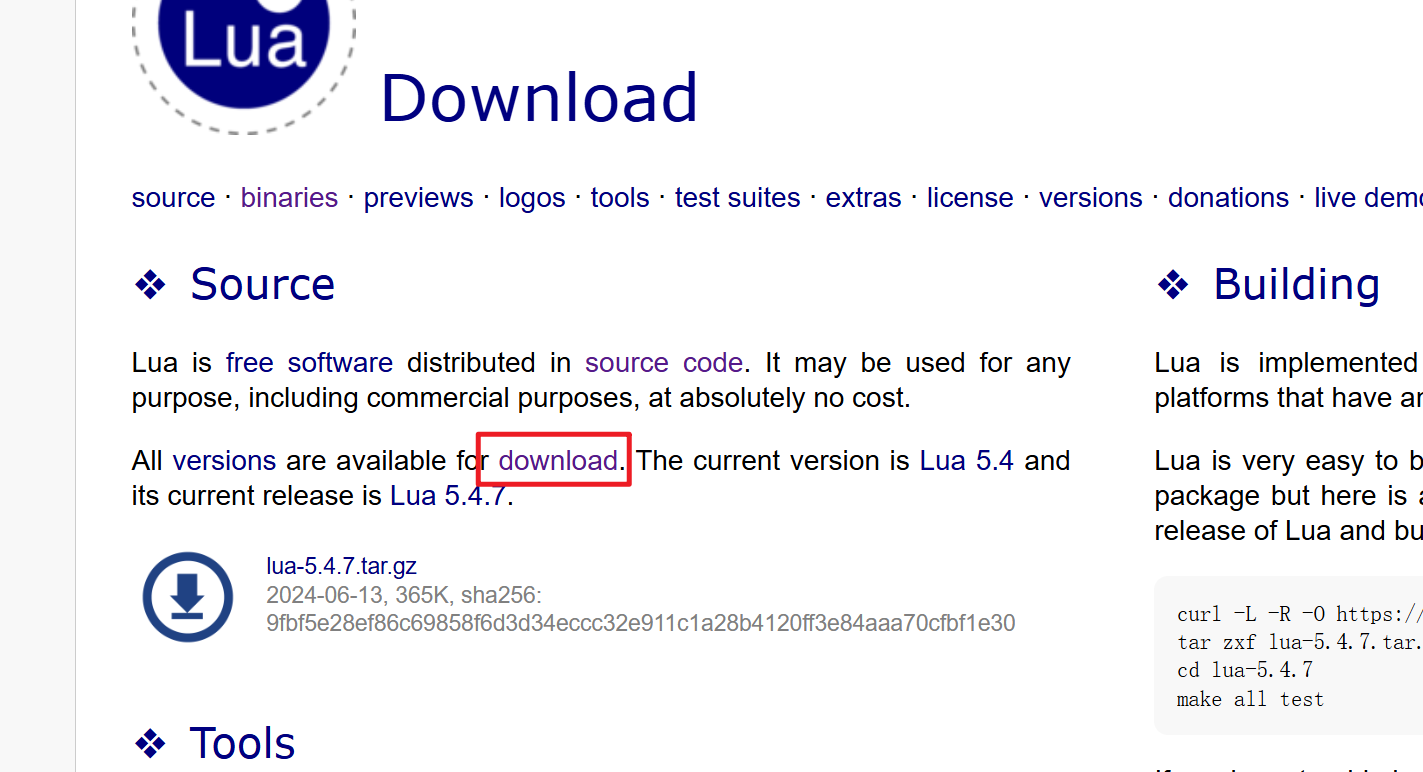 Lua
Download
source · binaries · previews · logos · tools · test suites · extras · license · versions · donations · live demo
❖ Source
Lua is free software distributed in source code. It may be used for any
purpose, including commercial purposes, at absolutely no cost.
All versions are available for download. The current version is Lua 5.4 and
its current release is Lua 5.4.7.
lua-5.4.7.tar.gz
2024-06-13, 365K, sha256:
9fbf5e28ef86c69858f6d3d34eccc32e911c1a28b4120ff3e84aaa70cfbf1e30
❖ Tools
❖ Building
Lua is implemented
platforms that have
Lua is very easy to
package but here is
release of Lua and
curl -L -R -O https://
tar zxf lua-5.4.7.tar.
cd lua-5.4.7
make all test